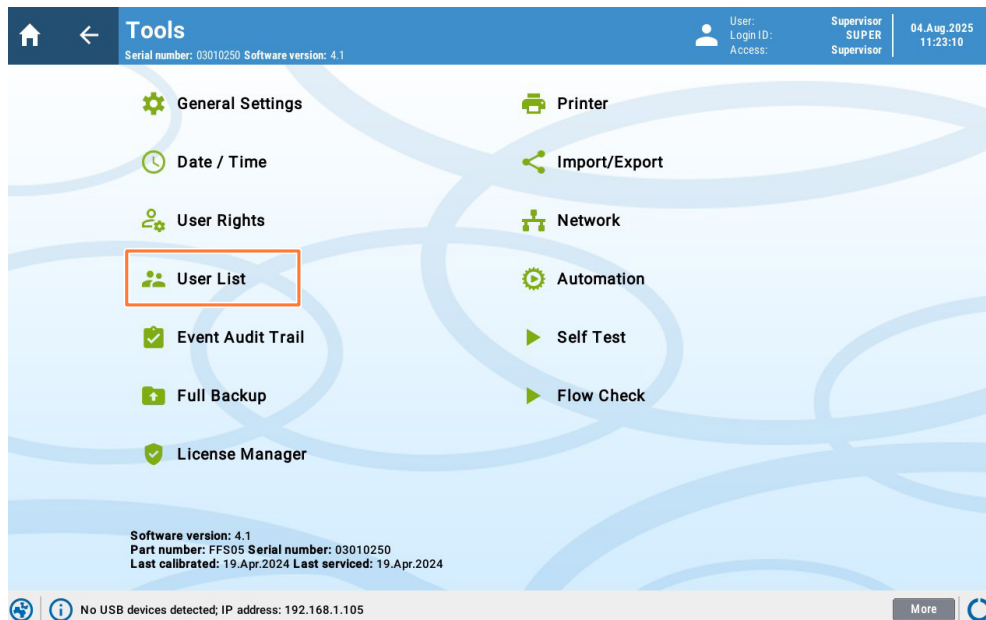 Tools
Serial number: 03010250 Software version: 4.1
User: Supervisor
Login ID: SUPER
Access: Supervisor
04.Aug.2025
11:23:10
General Settings
Printer
Date / Time
Import/Export
User Rights
Network
User List
Automation
Event Audit Trail
Self Test
Full Backup
Flow Check
License Manager
Software version: 4.1
Part number: FFS05 Serial number: 03010250
Last calibrated: 19.Apr.2024 Last serviced: 19.Apr.2024
No USB devices detected; IP address: 192.168.1.105
More